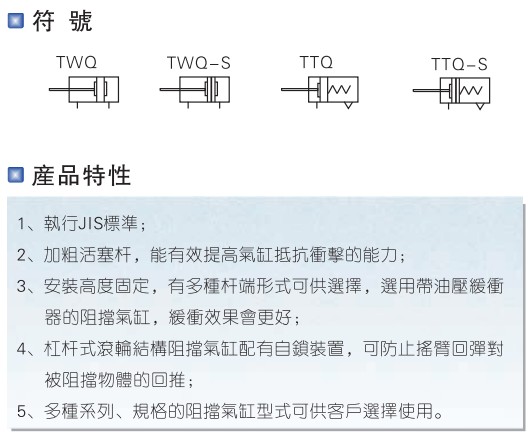 符 號
TWQ TWQ-S TTQ TTQ-S
産品特性
1、執行JIS標準；
2、加粗活塞杆，能有效提高氣缸抵抗衝擊的能力；
3、安裝高度固定，有多種杆端形式可供選擇，選用帶油壓緩衝
器的阻擋氣缸，緩衝效果會更好；
4、杠杆式滾輪結構阻擋氣缸配有自鎖裝置，可防止搖臂回彈對
被阻擋物體的回推；
5、多種系列、規格的阻擋氣缸型式可供客戶選擇使用。